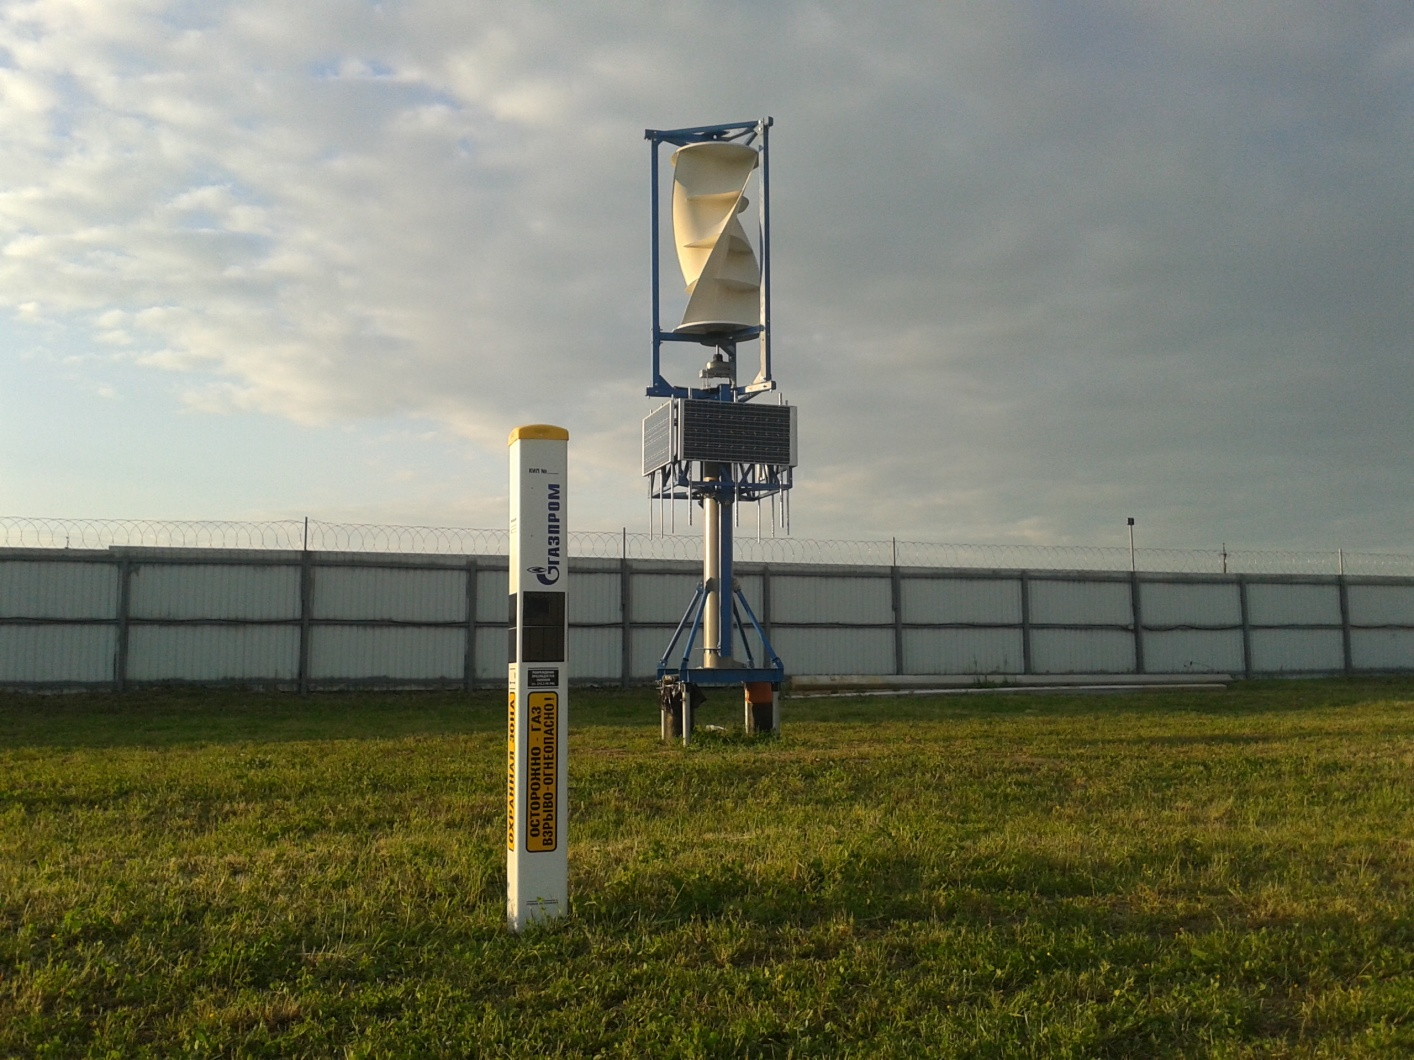 КИП №
ГАЗПРОМ
ОСТОРОЖНО - ГАЗ
ВЗРЫВО-ОГНЕОПАСНО!
ОХРАННАЯ ЗОНА